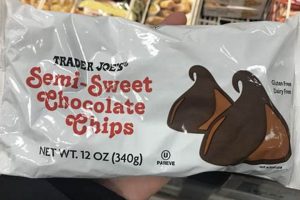 TRADER JOE'S®
Semi-Sweet
Chocolate
Chips
NET WT. 12 OZ (340g)
U
PAREVE
Gluten Free
Dairy Free